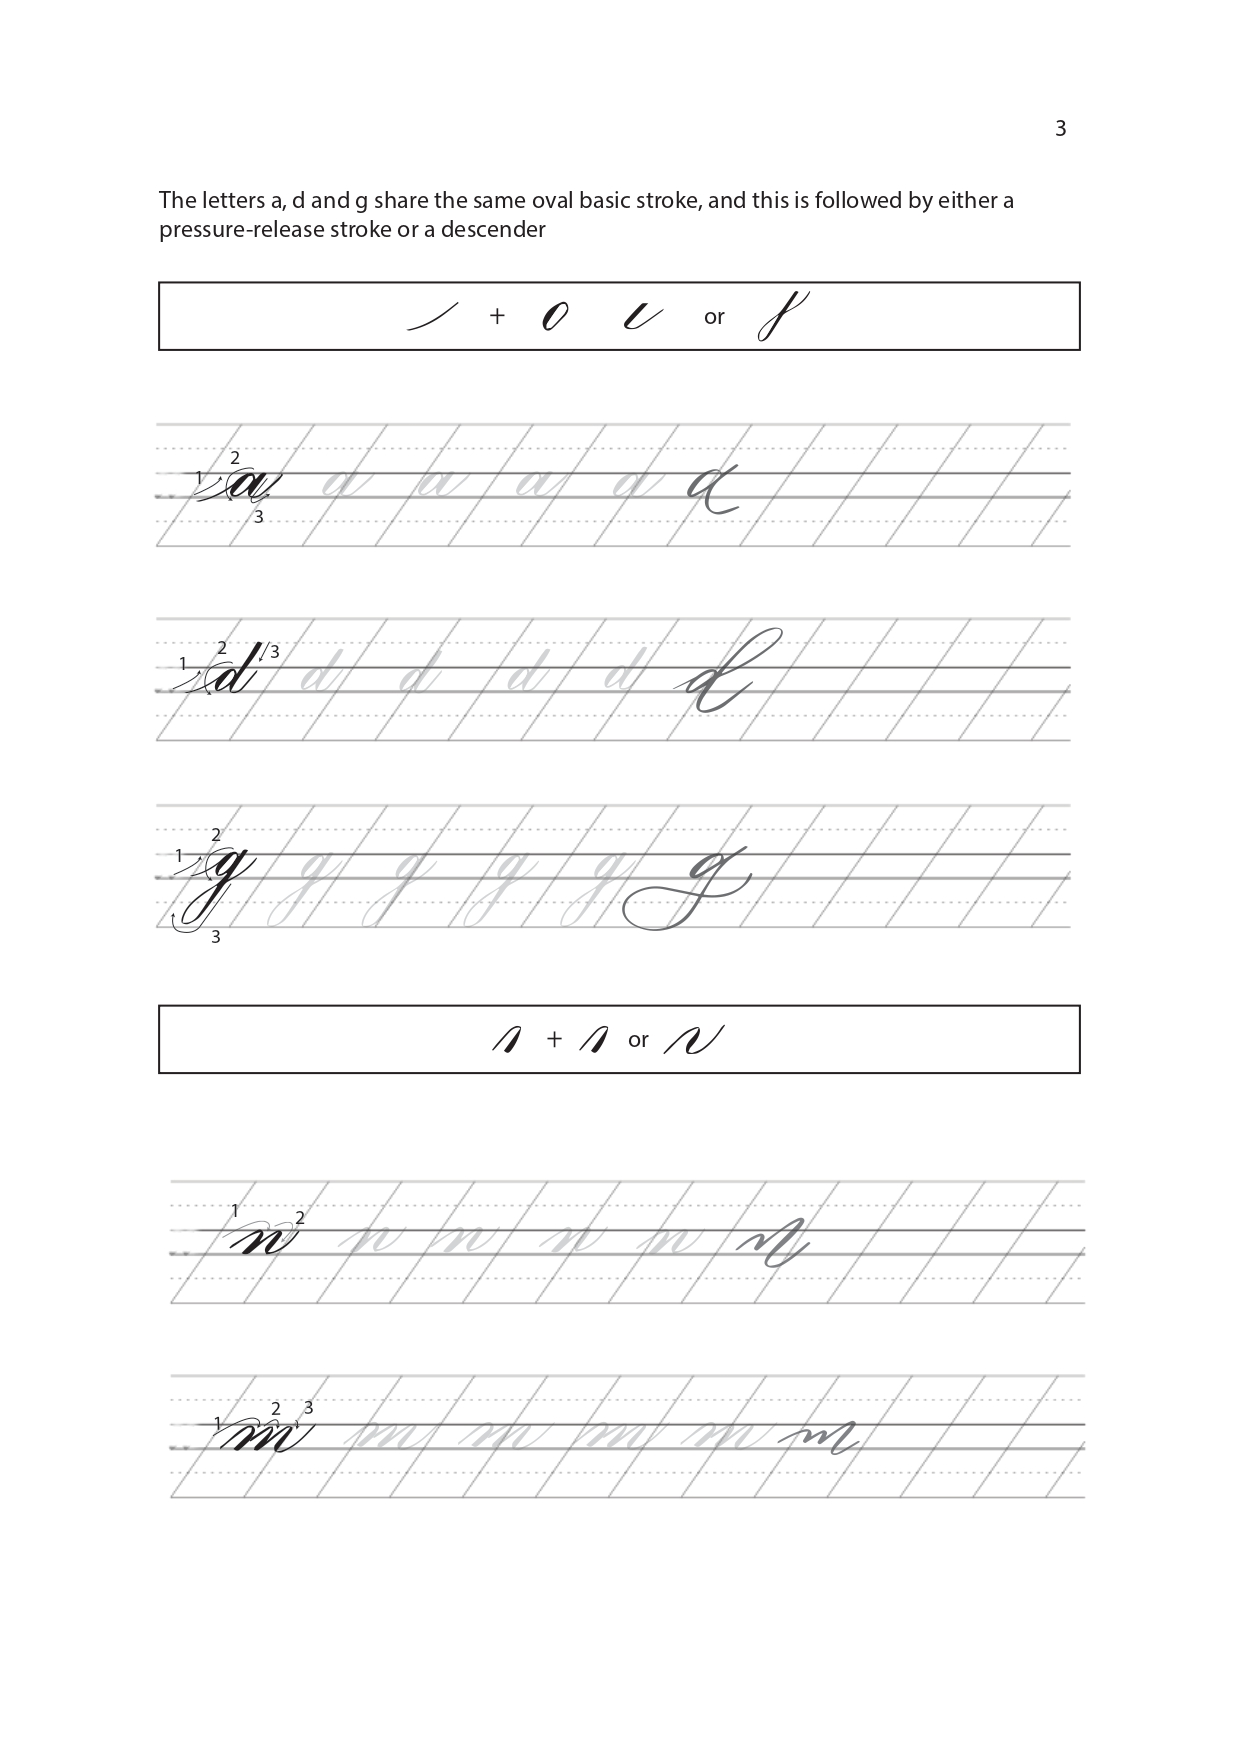 3
The letters a, d and g share the same oval basic stroke, and this is followed by either a
pressure-release stroke or a descender
+ or
1 2 3 a a a a a a
1 2 3 d d d d d d
1 2 3 g g g g g g
+ or
1 2 n n n n n n
1 2 3 m m m m m m